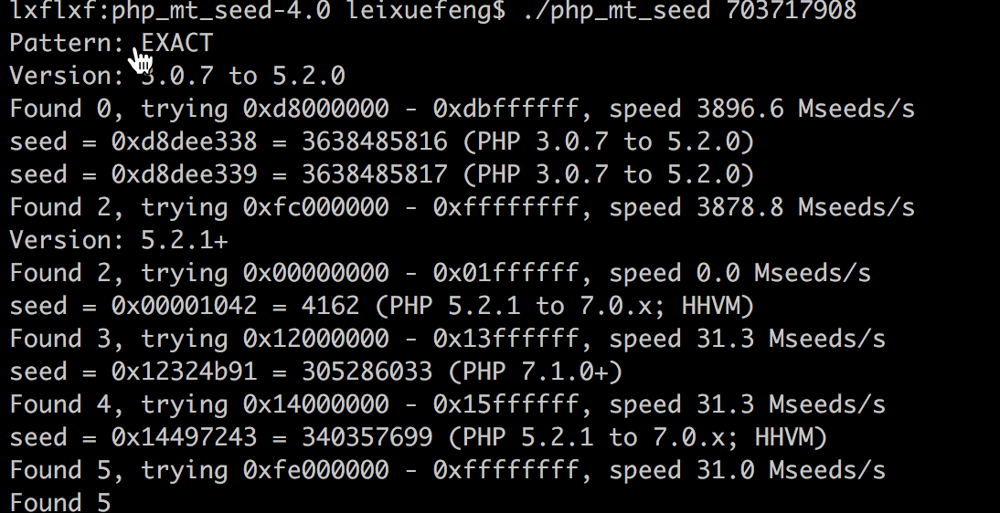 lxflxf:php_mt_seed-4.0 leixuefeng$ ./php_mt_seed 703717908
Pattern: EXACT
Version: 3.0.7 to 5.2.0
Found 0, trying 0xd8000000 - 0xdbffffff, speed 3896.6 Mseeds/s
seed = 0xd8dee338 = 3638485816 (PHP 3.0.7 to 5.2.0)
seed = 0xd8dee339 = 3638485817 (PHP 3.0.7 to 5.2.0)
Found 2, trying 0xfc000000 - 0xffffffff, speed 3878.8 Mseeds/s
Version: 5.2.1+
Found 2, trying 0x00000000 - 0x01ffffff, speed 0.0 Mseeds/s
seed = 0x00001042 = 4162 (PHP 5.2.1 to 7.0.x; HHVM)
Found 3, trying 0x12000000 - 0x13ffffff, speed 31.3 Mseeds/s
seed = 0x12324b91 = 305286033 (PHP 7.1.0+)
Found 4, trying 0x14000000 - 0x15ffffff, speed 31.3 Mseeds/s
seed = 0x14497243 = 340357699 (PHP 5.2.1 to 7.0.x; HHVM)
Found 5, trying 0xfe000000 - 0xffffffff, speed 31.0 Mseeds/s
Found 5